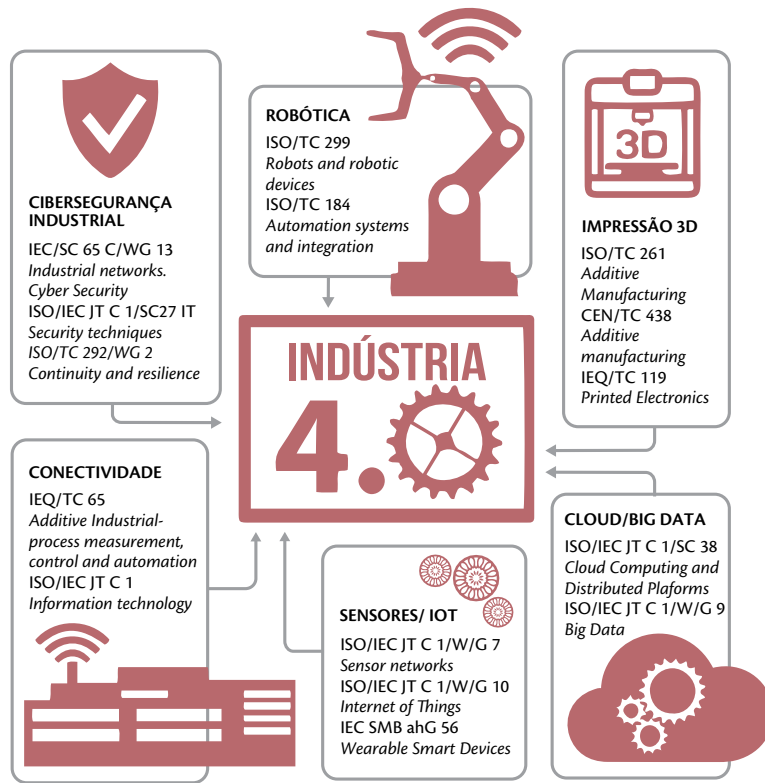 CIBERSEGURANÇA
INDUSTRIAL
IEC/SC 65 C/WG 13
Industrial networks.
Cyber Security
ISO/IEC JT C 1/SC27 IT
Security techniques
ISO/TC 292/WG 2
Continuity and resilience
ROBÓTICA
ISO/TC 299
Robots and robotic
devices
ISO/TC 184
Automation systems
and integration
3D
IMPRESSÃO 3D
ISO/TC 261
Additive
Manufacturing
CEN/TC 438
Additive
manufacturing
IEQ/TC 119
Printed Electronics
INDÚSTRIA
4.0
CONECTIVIDADE
IEQ/TC 65
Additive Industrial-
process measurement,
control and automation
ISO/IEC JT C 1
Information technology
SENSORES/ IOT
ISO/IEC JT C 1/W/G 7
Sensor networks
ISO/IEC JT C 1/W/G 10
Internet of Things
IEC SMB ahG 56
Wearable Smart Devices
CLOUD/BIG DATA
ISO/IEC JT C 1/SC 38
Cloud Computing and
Distributed Plaforms
ISO/IEC JT C 1/W/G 9
Big Data